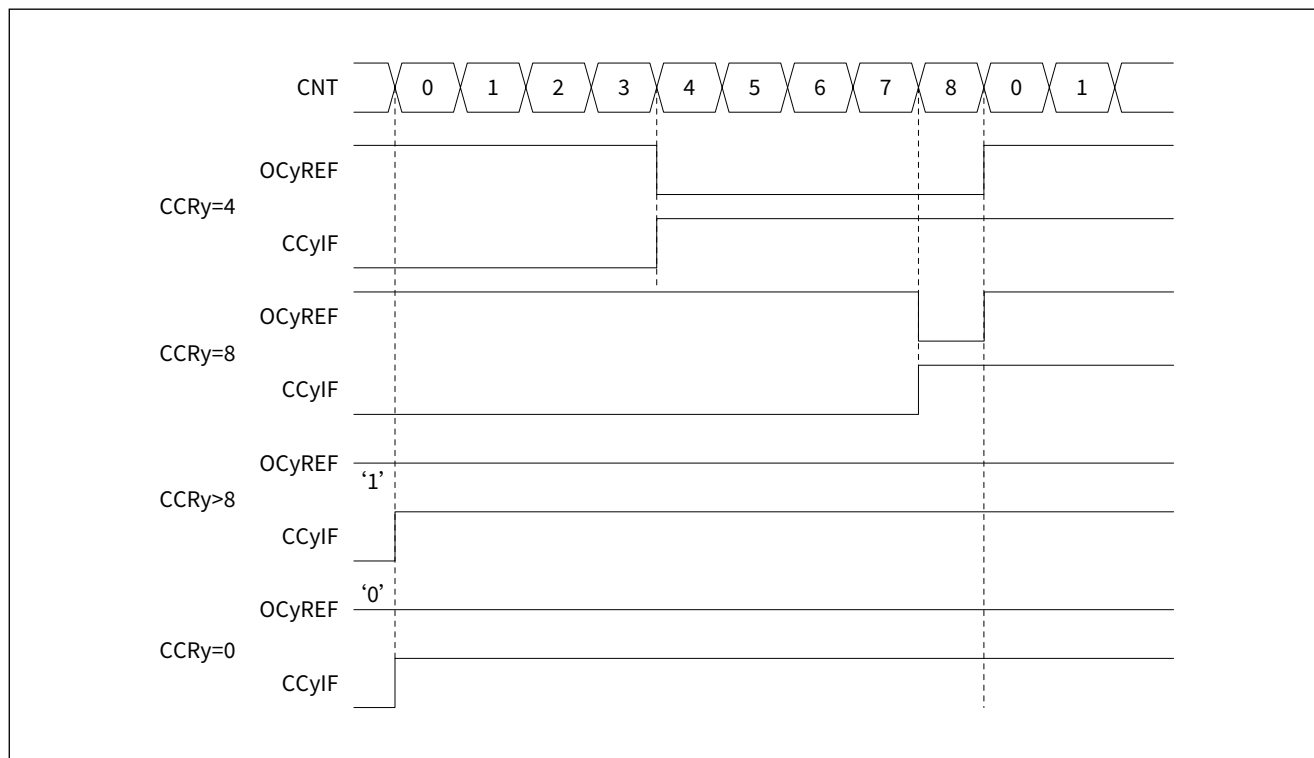 CNT 0 1 2 3 4 5 6 7 8 0 1
OCyREF
CCRy=4
CCyIF
OCyREF
CCRy=8
CCyIF
OCyREF
‘1’
CCRy>8
CCyIF
‘0’
OCyREF
CCRy=0
CCyIF